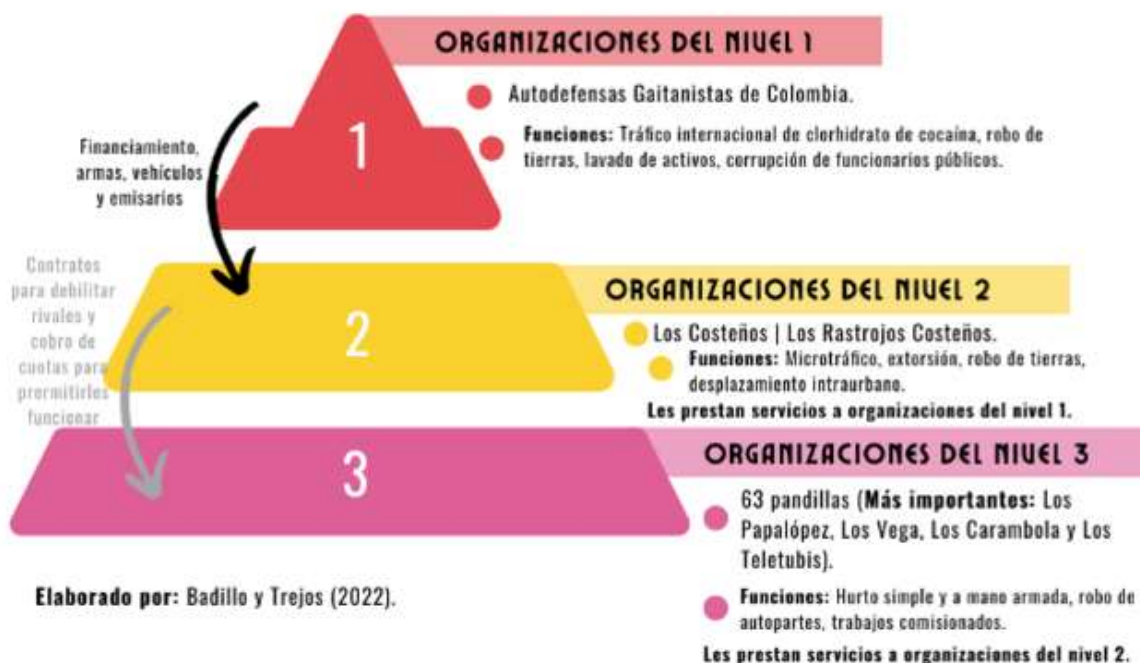 ORGANIZACIONES DEL NIVEL 1
Autodefensas Gaitanistas de Colombia.
Funciones: Tráfico internacional de clorhidrato de cocaína, robo de
tierras, lavado de activos, corrupción de funcionarios públicos.
1
Financiamiento,
armas, vehículos
y emisarios
ORGANIZACIONES DEL NIVEL 2
Los Costeños | Los Rastrojos Costeños.
Funciones: Microtráfico, extorsión, robo de tierras,
desplazamiento intraurbano.
Les prestan servicios a organizaciones del nivel 1.
2
Contratos
para debilitar
rivales y
cobro de
cuotas para
prermitirles
funcionar
ORGANIZACIONES DEL NIVEL 3
63 pandillas (Más importantes: Los
Papalópez, Los Vega, Los Carambola y Los
Teletubis).
Funciones: Hurto simple y a mano armada, robo de
autopartes, trabajos comisionados.
Les prestan servicios a organizaciones del nivel 2.
3
Elaborado por: Badillo y Trejos (2022).